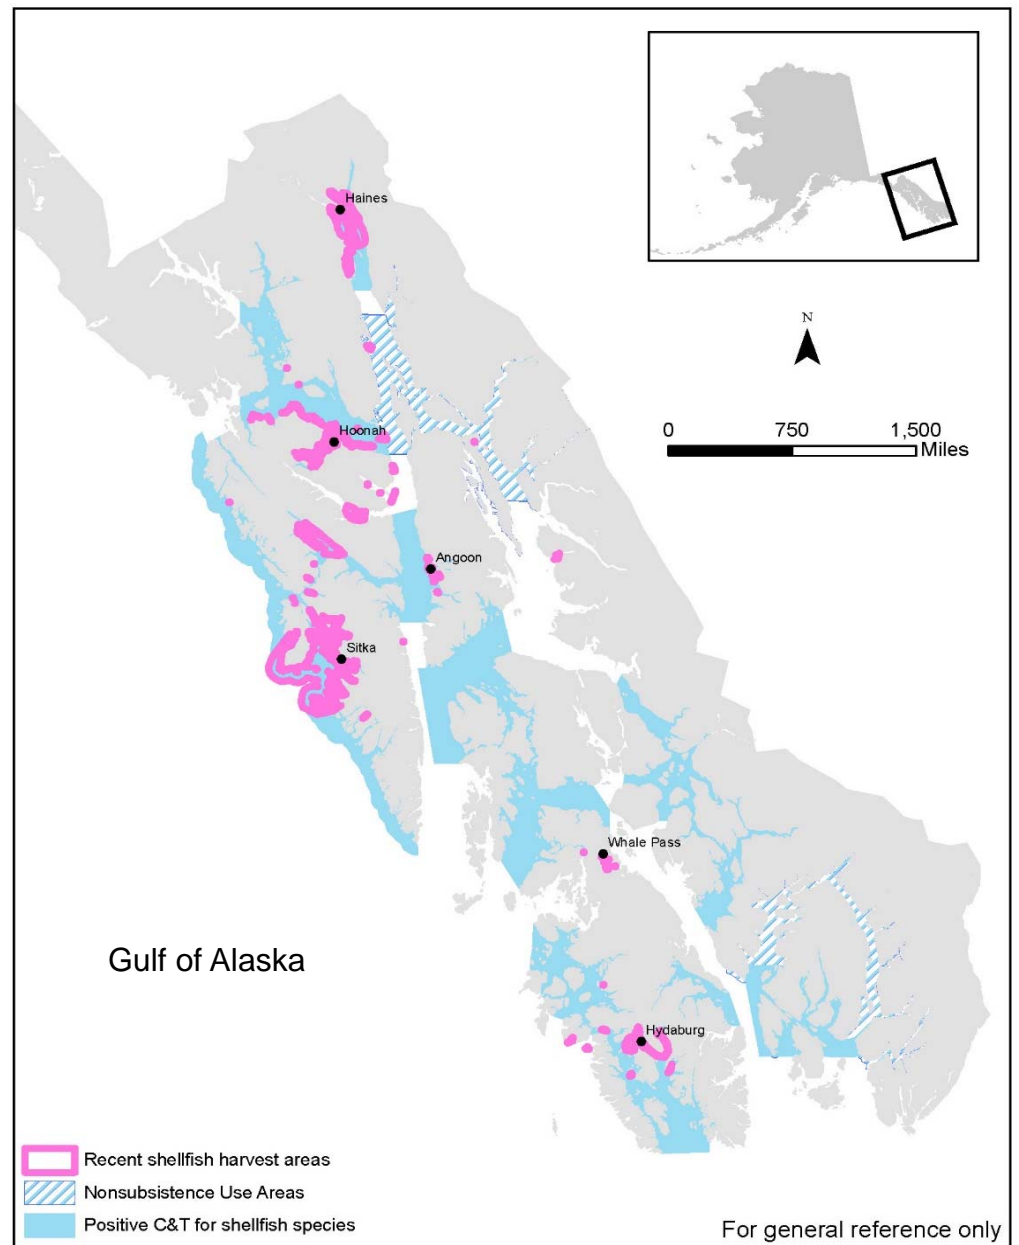 Haines
N
0 750 1,500
Miles
Hoonah
Angoon
Sitka
Whale Pass
Gulf of Alaska
Hydaburg
Recent shellfish harvest areas
Nonsubsistence Use Areas
Positive C&T for shellfish species
For general reference only